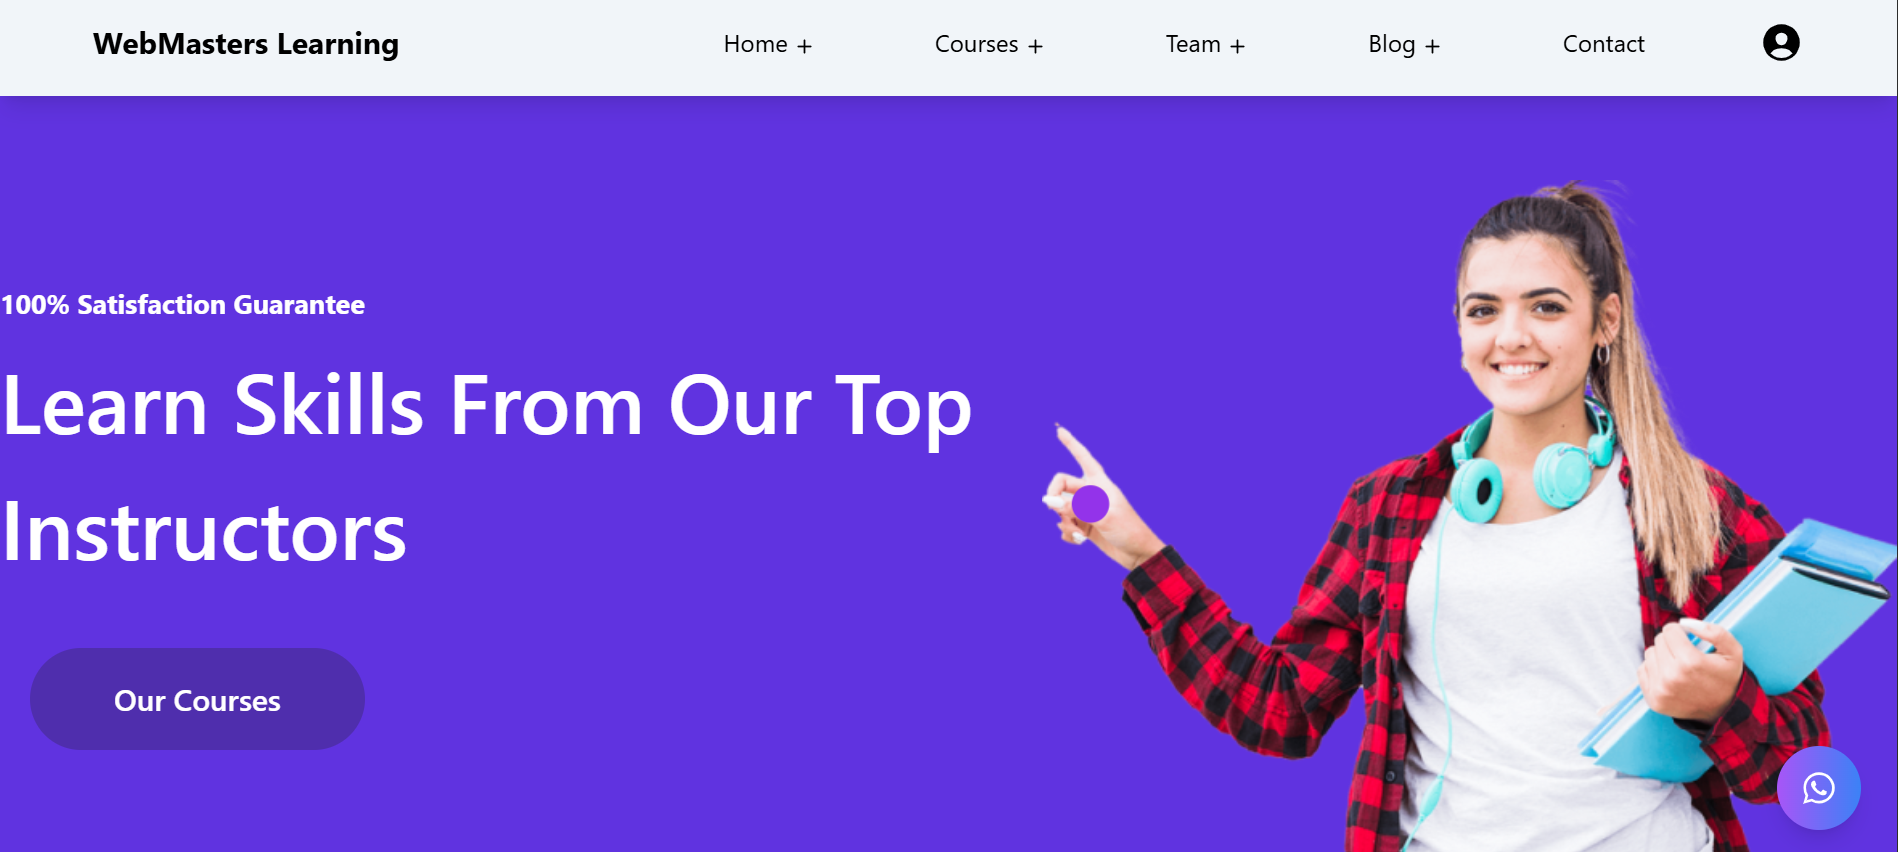 WebMasters Learning
Home +
Courses +
Team +
Blog +
Contact
100% Satisfaction Guarantee
Learn Skills From Our Top
Instructors
Our Courses